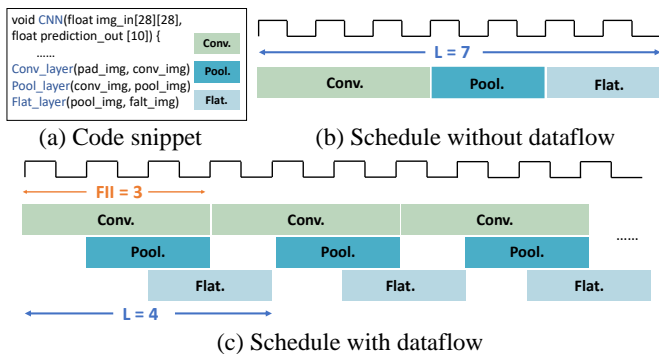 void CNN(float img_in[28][28],
float prediction_out [10]) {
......
Conv_layer(pad_img, conv_img)
Pool_layer(conv_img, pool_img)
Flat_layer(pool_img, falt_img)
Conv.
Pool.
Flat.
(a) Code snippet
L = 7
Conv. Pool. Flat.
(b) Schedule without dataflow
FII = 3
Conv. Conv. Conv.
Pool. Pool. Pool. ......
Flat. Flat. Flat.
L = 4
(c) Schedule with dataflow